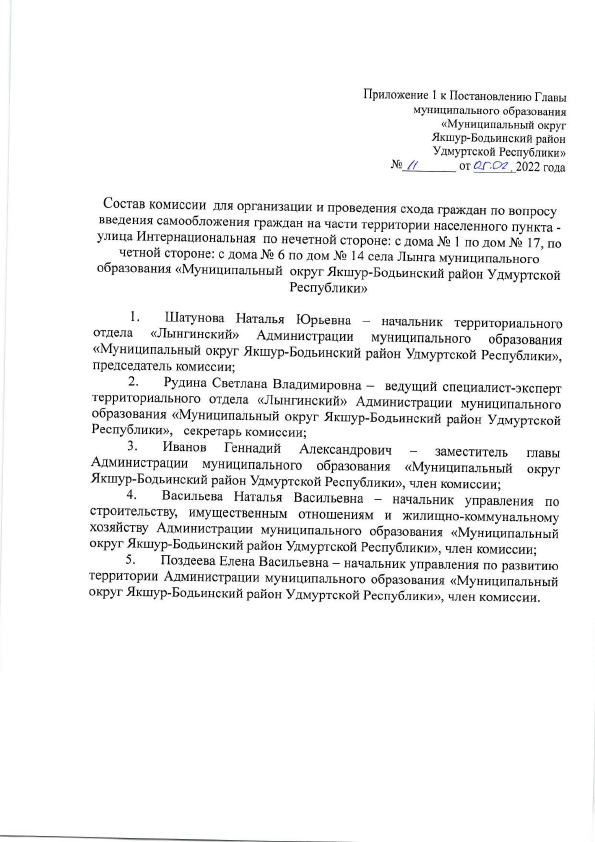 Приложение 1 к Постановлению Главы
муниципального образования
«Муниципальный округ
Якшур-Бодьинский район
Удмуртской Республики»
№ 11 от 05.02. 2022 года
Состав комиссии для организации и проведения схода граждан по вопросу
введения самообложения граждан на части территории населенного пункта -
улица Интернациональная по нечетной стороне: с дома № 1 по дом № 17, по
четной стороне: с дома № 6 по дом № 14 села Лынга муниципального
образования «Муниципальный округ Якшур-Бодьинский район Удмуртской
Республики»
1. Шатунова Наталья Юрьевна – начальник территориального
отдела «Лынгинский» Администрации муниципального образования
«Муниципальный округ Якшур-Бодьинский район Удмуртской Республики»,
председатель комиссии;
2. Рудина Светлана Владимировна – ведущий специалист-эксперт
территориального отдела «Лынгинский» Администрации муниципального
образования «Муниципальный округ Якшур-Бодьинский район Удмуртской
Республики», секретарь комиссии;
3. Иванов Геннадий Александрович – заместитель главы
Администрации муниципального образования «Муниципальный округ
Якшур-Бодьинский район Удмуртской Республики», член комиссии;
4. Васильева Наталья Васильевна – начальник управления по
строительству, имущественным отношениям и жилищно-коммунальному
хозяйству Администрации муниципального образования «Муниципальный
округ Якшур-Бодьинский район Удмуртской Республики», член комиссии;
5. Поздеева Елена Васильевна – начальник управления по развитию
территории Администрации муниципального образования «Муниципальный
округ Якшур-Бодьинский район Удмуртской Республики», член комиссии.